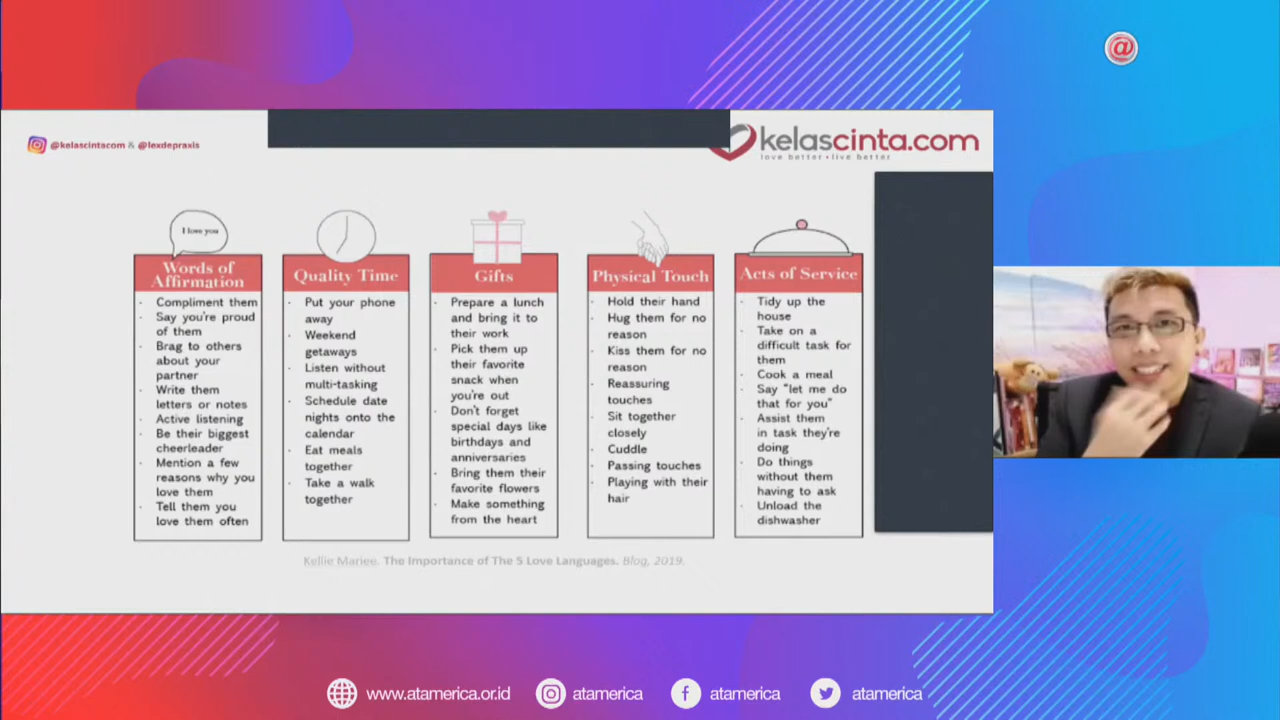 @
@kelascintacom & @lexdepraxis
kelascinta.com
love better • live better
I love you
Words of
Affirmation
· Compliment them
· Say you're proud
of them
· Brag to others
about your
partner
· Write them
letters or notes
· Active listening
· Be their biggest
cheerleader
· Mention a few
reasons why you
love them
· Tell them you
love them often
Quality Time
· Put your phone
away
· Weekend
getaways
· Listen without
multi-tasking
· Schedule date
nights onto the
calendar
· Eat meals
together
· Take a walk
together
Gifts
· Prepare a lunch
and bring it to
their work
· Pick them up
their favorite
snack when
you're out
· Don't forget
special days like
birthdays and
anniversaries
· Bring them their
favorite flowers
· Make something
from the heart
Physical Touch
· Hold their hand
· Hug them for no
reason
· Kiss them for no
reason
· Reassuring
touches
· Sit together
closely
· Cuddle
· Passing touches
· Playing with their
hair
Acts of Service
· Tidy up the
house
· Take on a
difficult task for
them
· Cook a meal
· Say "let me do
that for you"
· Assist them
in task they're
doing
· Do things
without them
having to ask
· Unload the
dishwasher
Kellie Mariee. The Importance of The 5 Love Languages. Blog, 2019.
www.atamerica.or.id atamerica atamerica atamerica